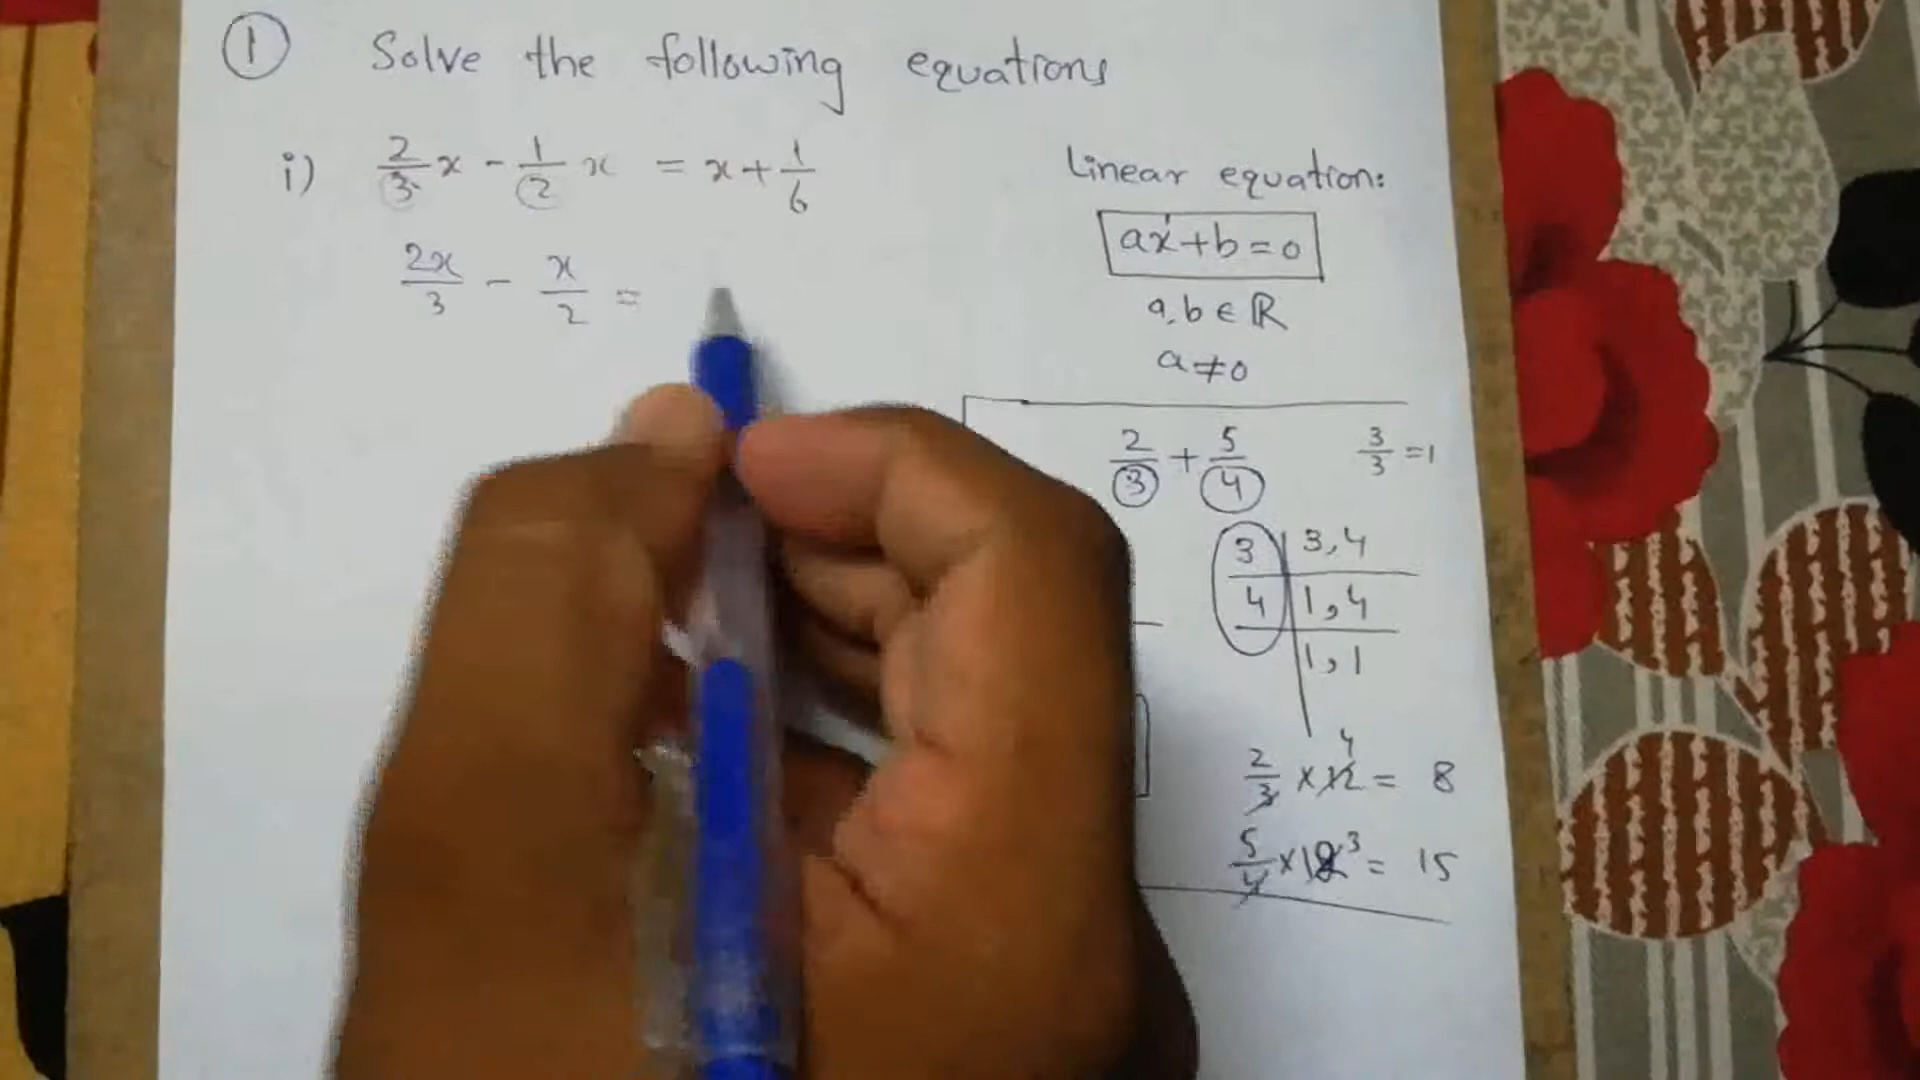 ① Solve the following equations
i) 2/3 x - 1/2 x = x + 1/6
2x/3 - x/2 =
Linear equation:
ax + b = 0
a, b ∈ ℝ
a ≠ 0
2/3 + 5/4
3/3 = 1
3 | 3, 4
4 | 1, 4
1, 1
2/3 × 12 4 = 8
5/4 × 12 3 = 15